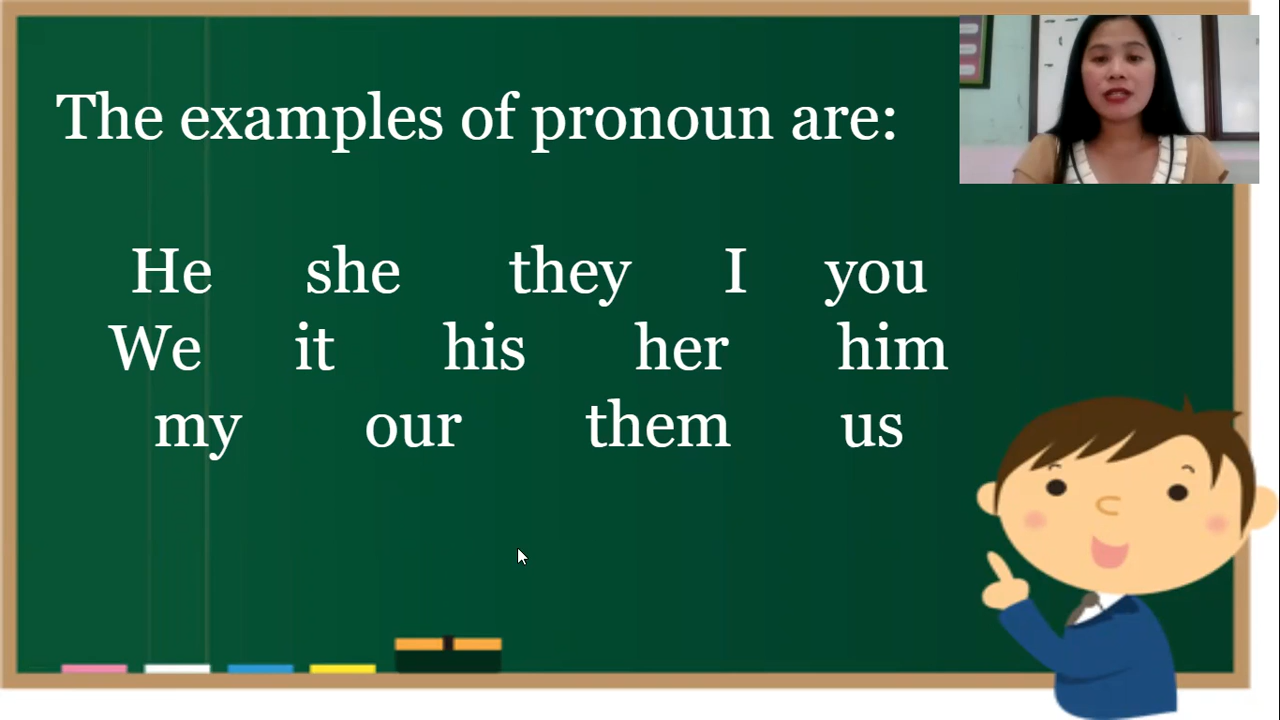 The examples of pronoun are:
He she they I you
We it his her him
my our them us